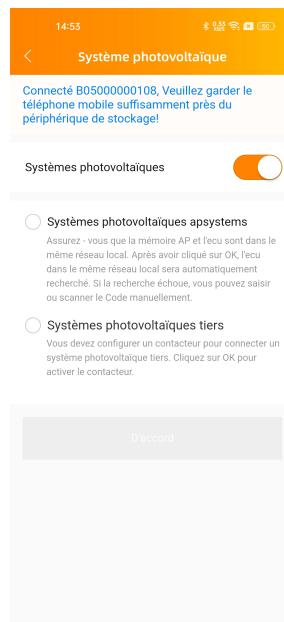 14:53
0.55
KB/S
50
Système photovoltaïque
Connecté B05000000108, Veuillez garder le
téléphone mobile suffisamment près du
périphérique de stockage!
Systèmes photovoltaïques
Systèmes photovoltaïques apsystems
Assurez - vous que la mémoire AP et l'ecu sont dans le
même réseau local. Après avoir cliqué sur OK, l'ecu
dans le même réseau local sera automatiquement
recherché. Si la recherche échoue, vous pouvez saisir
ou scanner le Code manuellement.
Systèmes photovoltaïques tiers
Vous devez configurer un contacteur pour connecter un
système photovoltaïque tiers. Cliquez sur OK pour
activer le contacteur.
D'accord